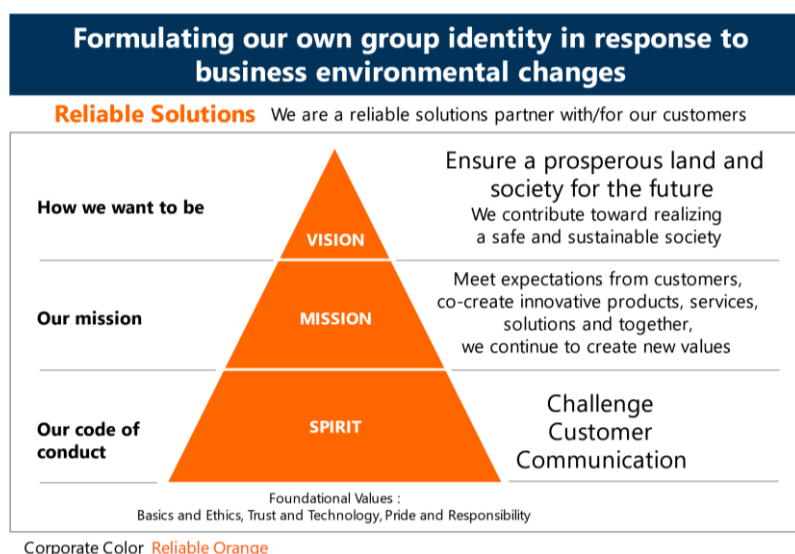 Formulating our own group identity in response to
business environmental changes
Reliable Solutions We are a reliable solutions partner with/for our customers
How we want to be
VISION
Ensure a prosperous land and
society for the future
We contribute toward realizing
a safe and sustainable society
Our mission
MISSION
Meet expectations from customers,
co-create innovative products, services,
solutions and together,
we continue to create new values
Our code of
conduct
SPIRIT
Challenge
Customer
Communication
Foundational Values :
Basics and Ethics, Trust and Technology, Pride and Responsibility
Corporate Color Reliable Orange